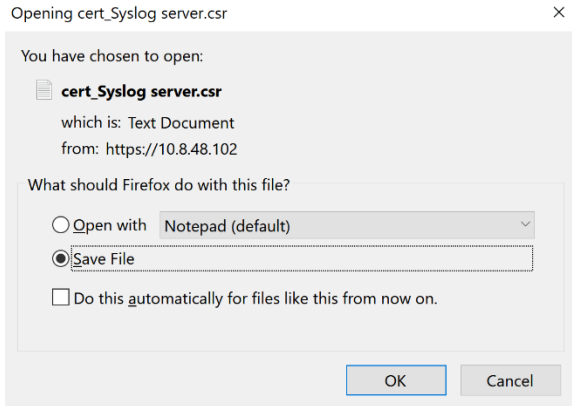 Opening cert_Syslog server.csr
You have chosen to open:
cert_Syslog server.csr
which is: Text Document
from: https://10.8.48.102
What should Firefox do with this file?
Open with Notepad (default)
Save File
Do this automatically for files like this from now on.
OK Cancel